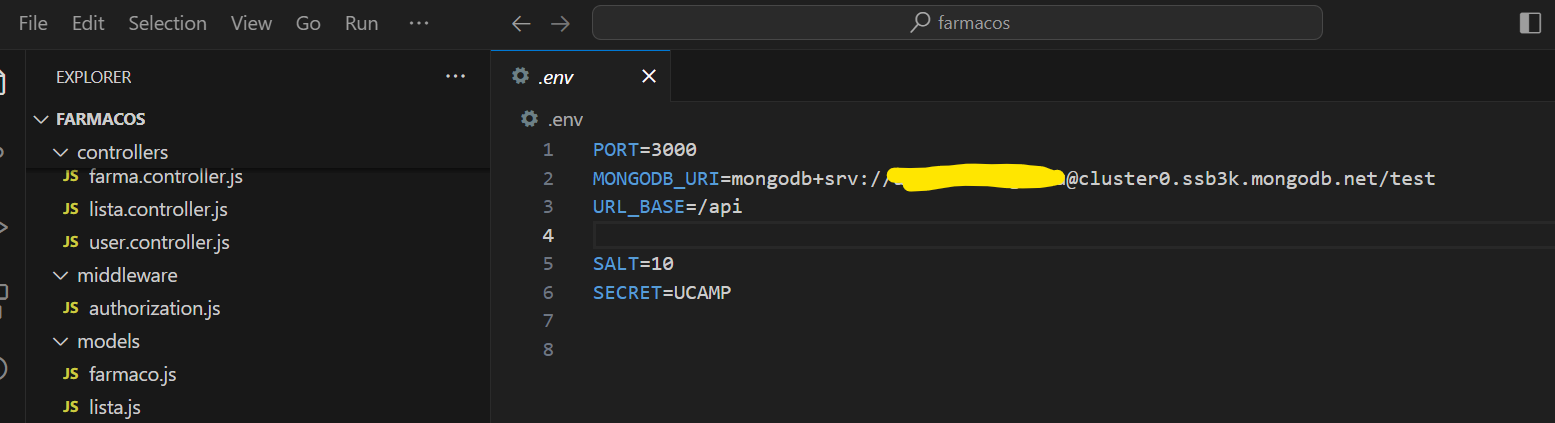 File Edit Selection View Go Run ···
farmacos
EXPLORER ···
.env
FARMACOS
.env
controllers
JS farma.controller.js
JS lista.controller.js
JS user.controller.js
middleware
JS authorization.js
models
JS farmaco.js
JS lista.js
1 PORT=3000
2 MONGODB_URI=mongodb+srv:// @cluster0.ssb3k.mongodb.net/test
3 URL_BASE=/api
4
5 SALT=10
6 SECRET=UCAMP
7
8